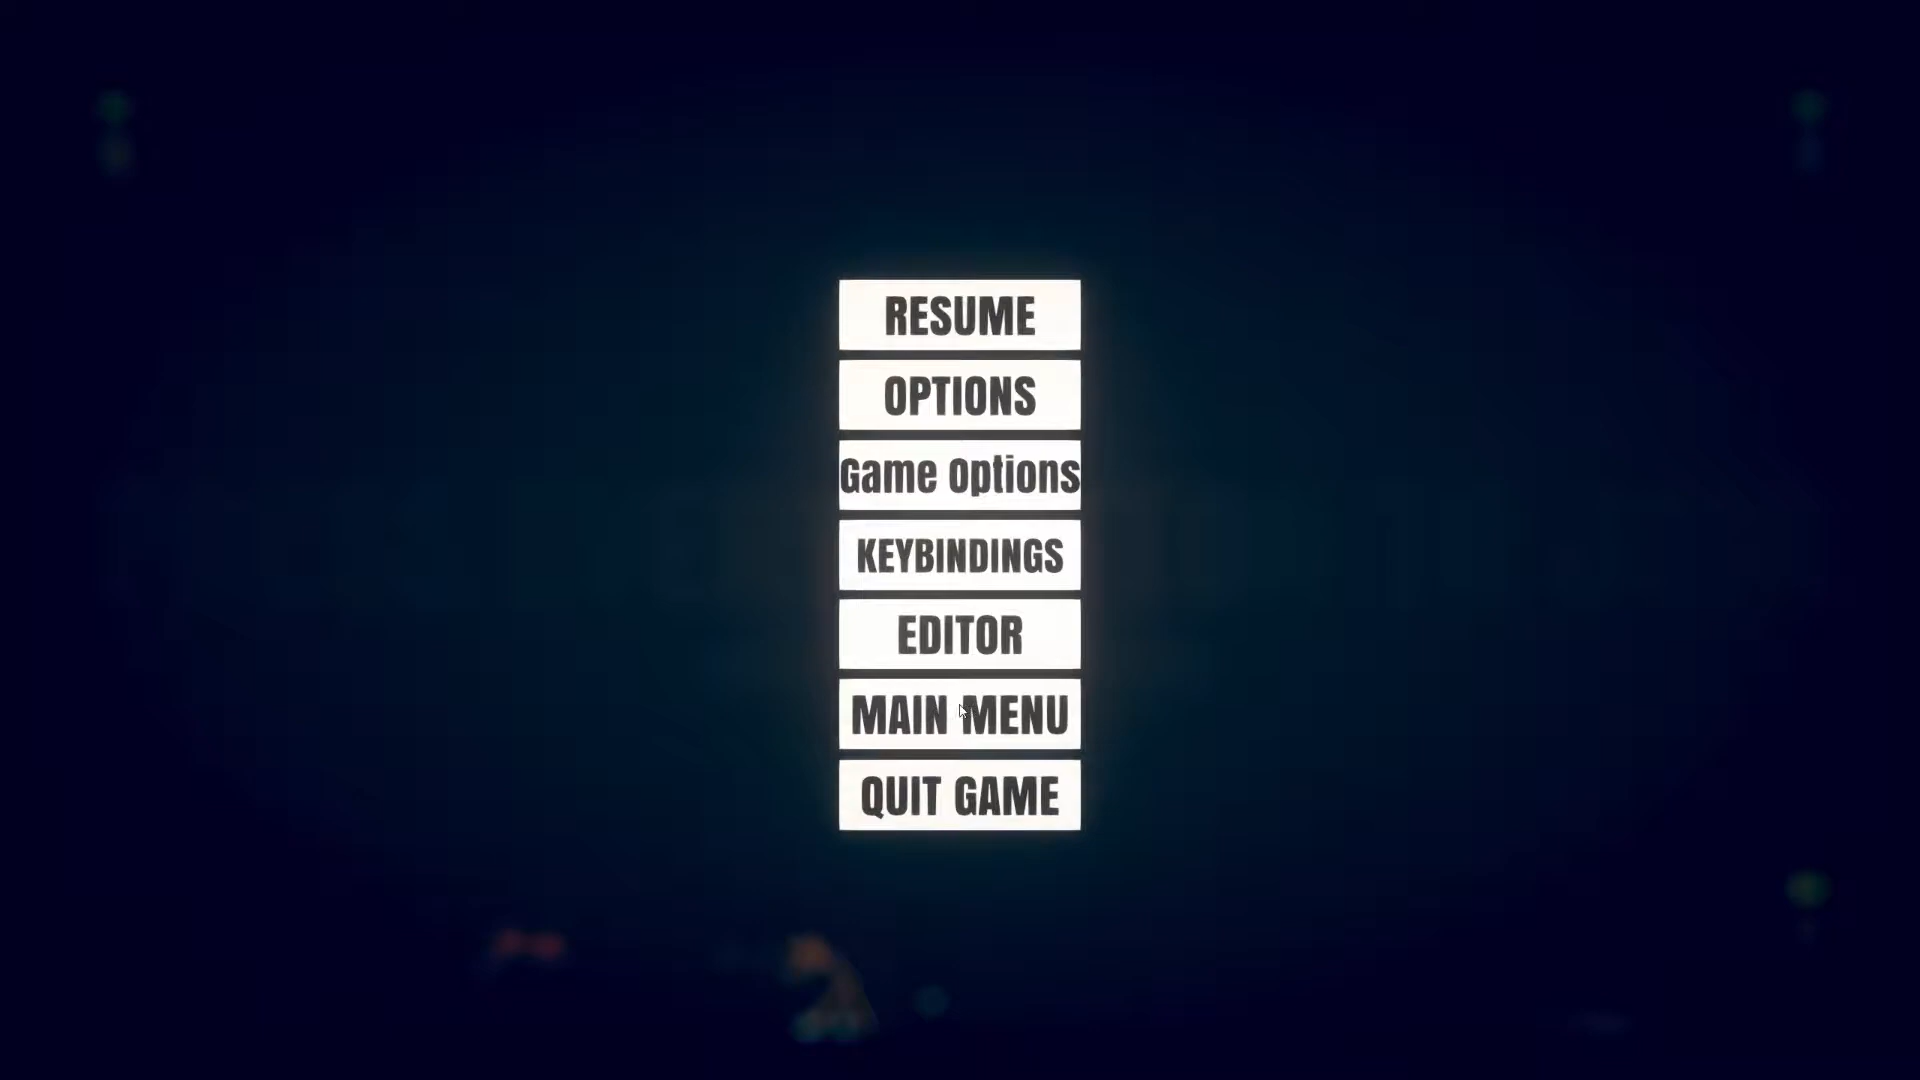 RESUME
OPTIONS
Game Options
KEYBINDINGS
EDITOR
MAIN MENU
QUIT GAME